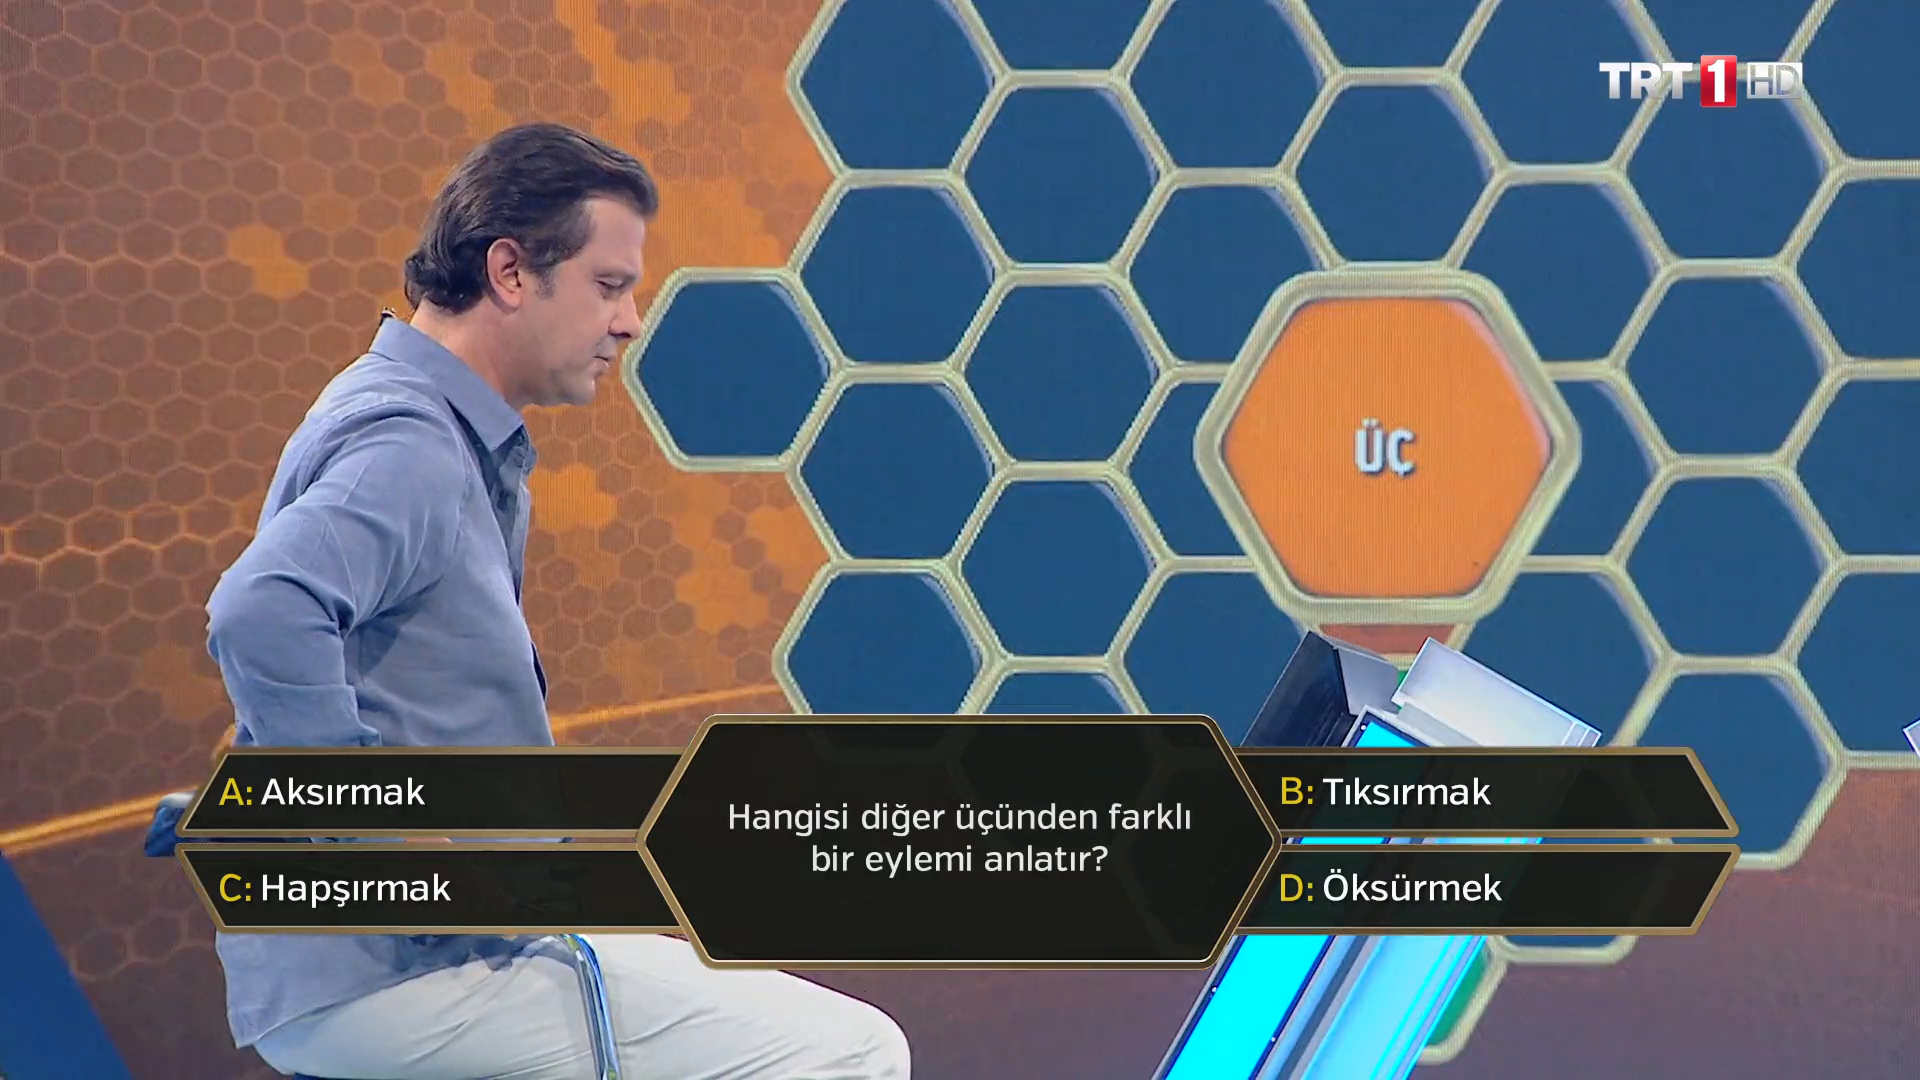 TRT 1 HD
ÜÇ
A: Aksırmak
B: Tıksırmak
Hangisi diğer üçünden farklı
bir eylemi anlatır?
C: Hapşırmak
D: Öksürmek